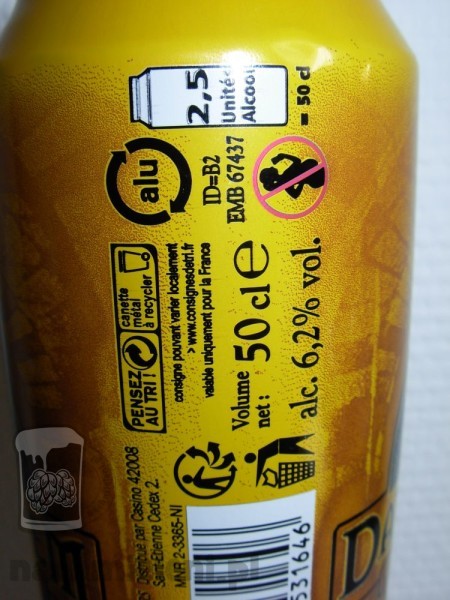 2,5
Unités
Alcool
= 50 cl
alu
ID=B2
EMB 67437
PENSEZ
AU TRI !
canette
métal
à recycler
consigne pouvant varier localement
> www.consignesdetri.fr
valable uniquement pour la France
Volume
net :
50 cl e
alc. 6,2% vol.
Distribué par Casino 42008
Saint-Etienne Cedex 2.
MNR 2-3365-NI
531646